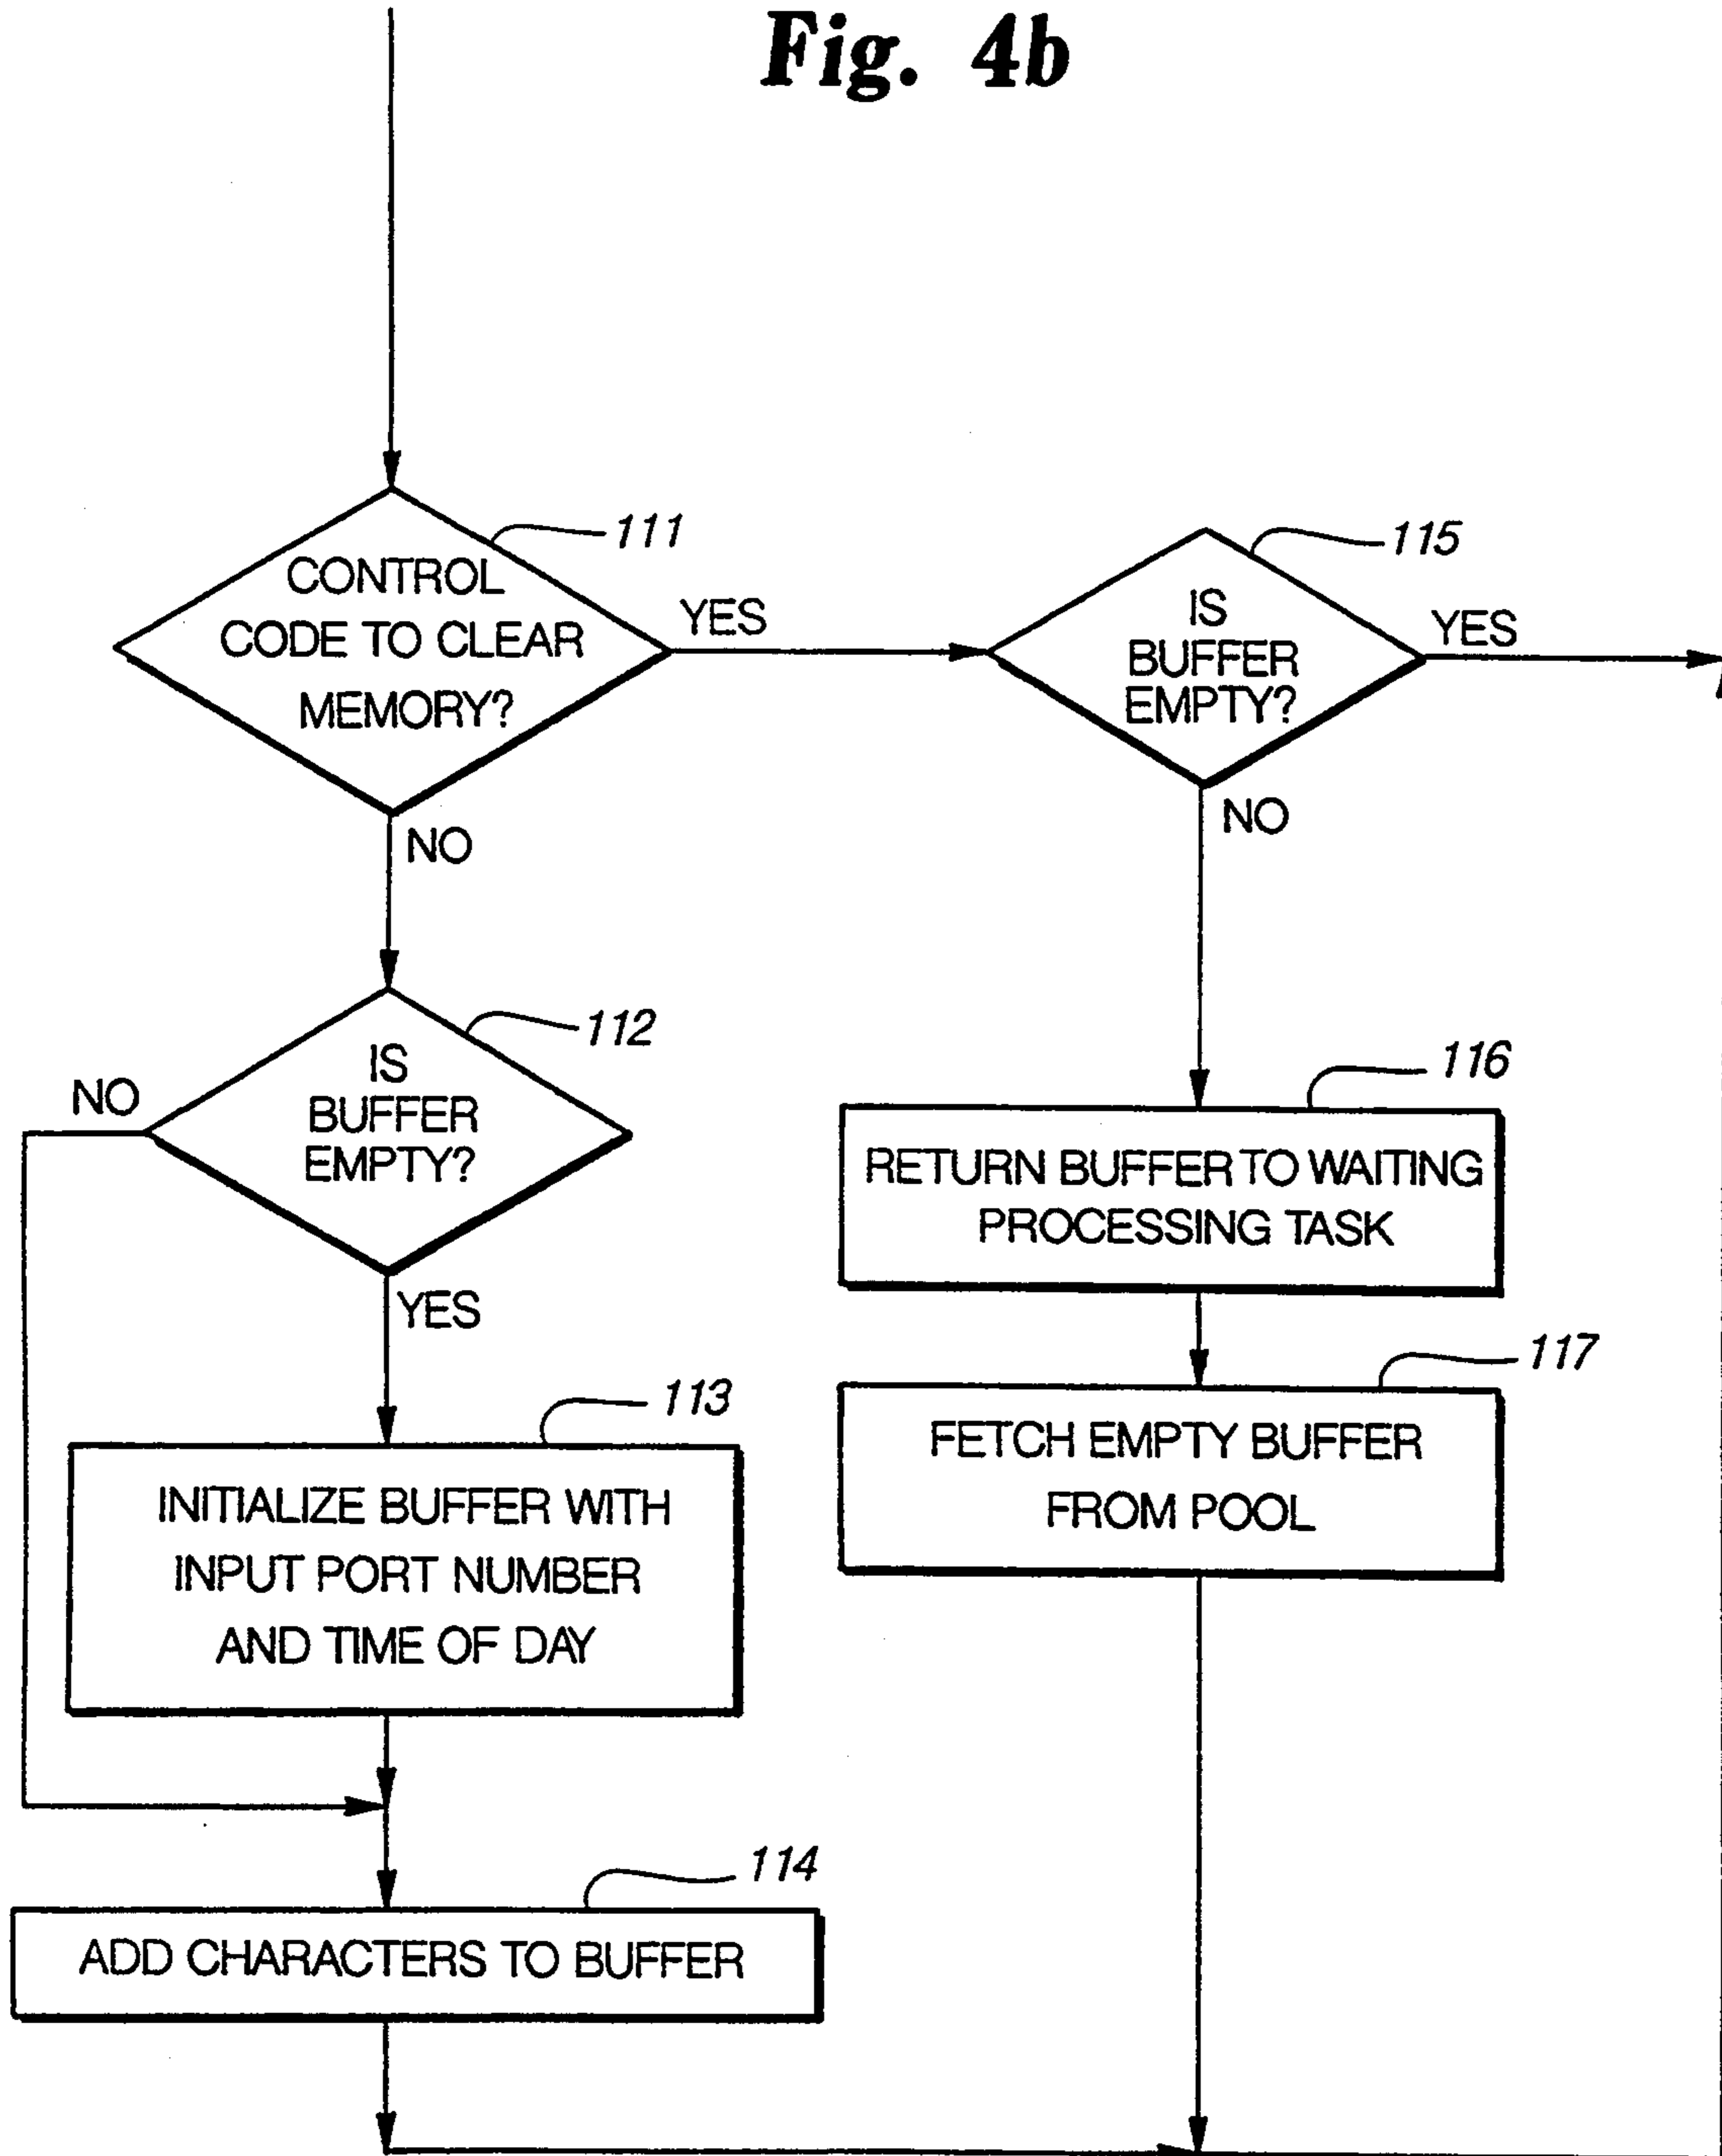 Fig. 4b
111
CONTROL
CODE TO CLEAR
MEMORY?
YES
NO
115
IS
BUFFER
EMPTY?
YES
NO
112
IS
BUFFER
EMPTY?
NO
YES
116
RETURN BUFFER TO WAITING
PROCESSING TASK
117
FETCH EMPTY BUFFER
FROM POOL
113
INITIALIZE BUFFER WITH
INPUT PORT NUMBER
AND TIME OF DAY
114
ADD CHARACTERS TO BUFFER